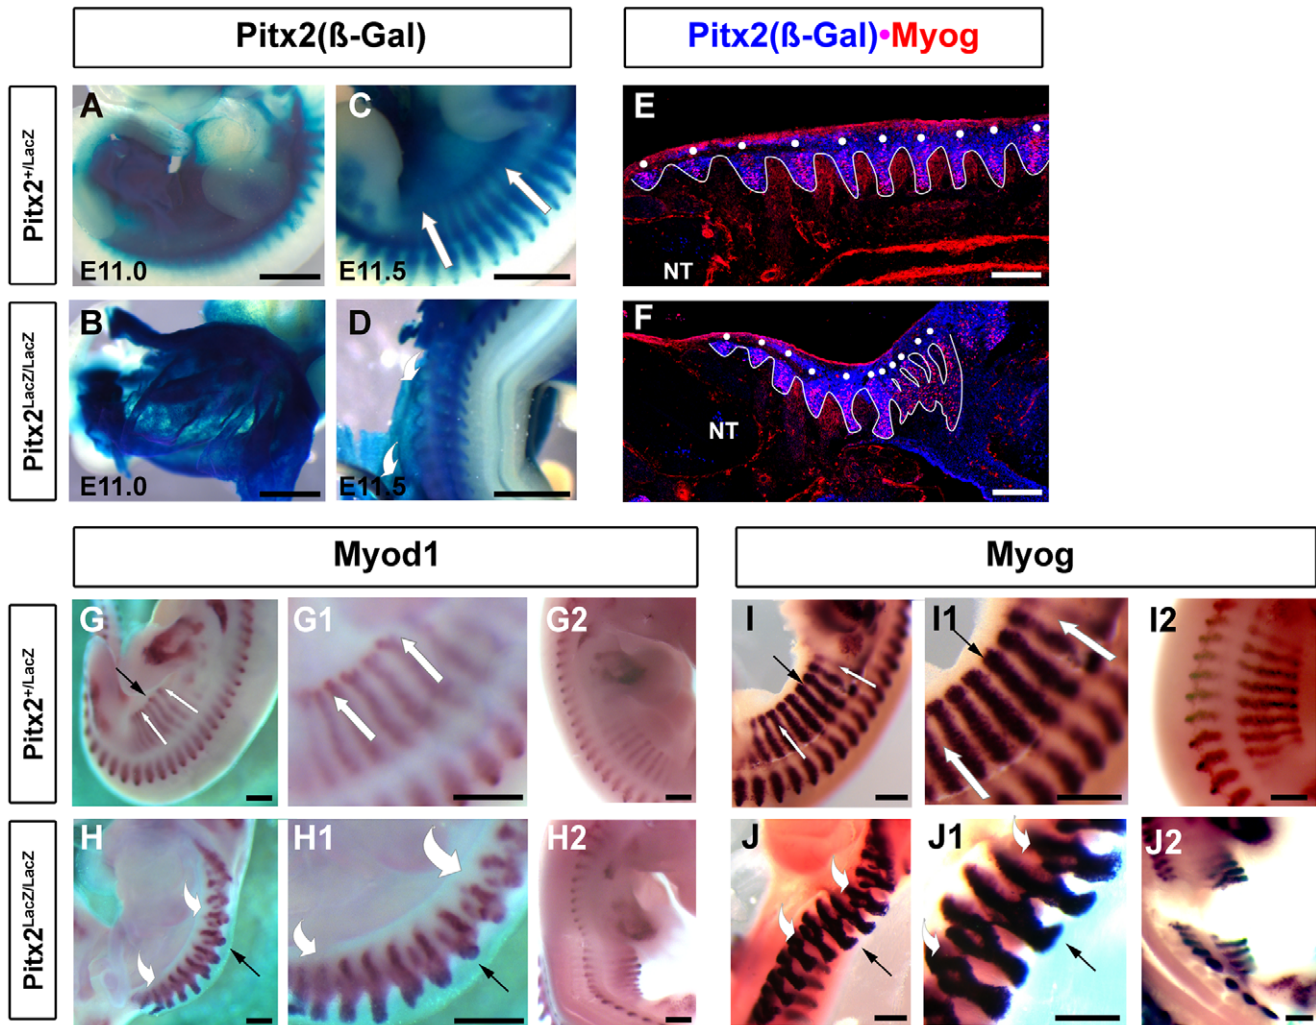 Pitx2(ß-Gal)
Pitx2(ß-Gal)•Myog
Pitx2+/LacZ
A
E11.0
C
E11.5
E
NT
Pitx2LacZ/LacZ
B
E11.0
D
E11.5
F
NT
Myod1
Myog
Pitx2+/LacZ
G
G1
G2
I
I1
I2
Pitx2LacZ/LacZ
H
H1
H2
J
J1
J2